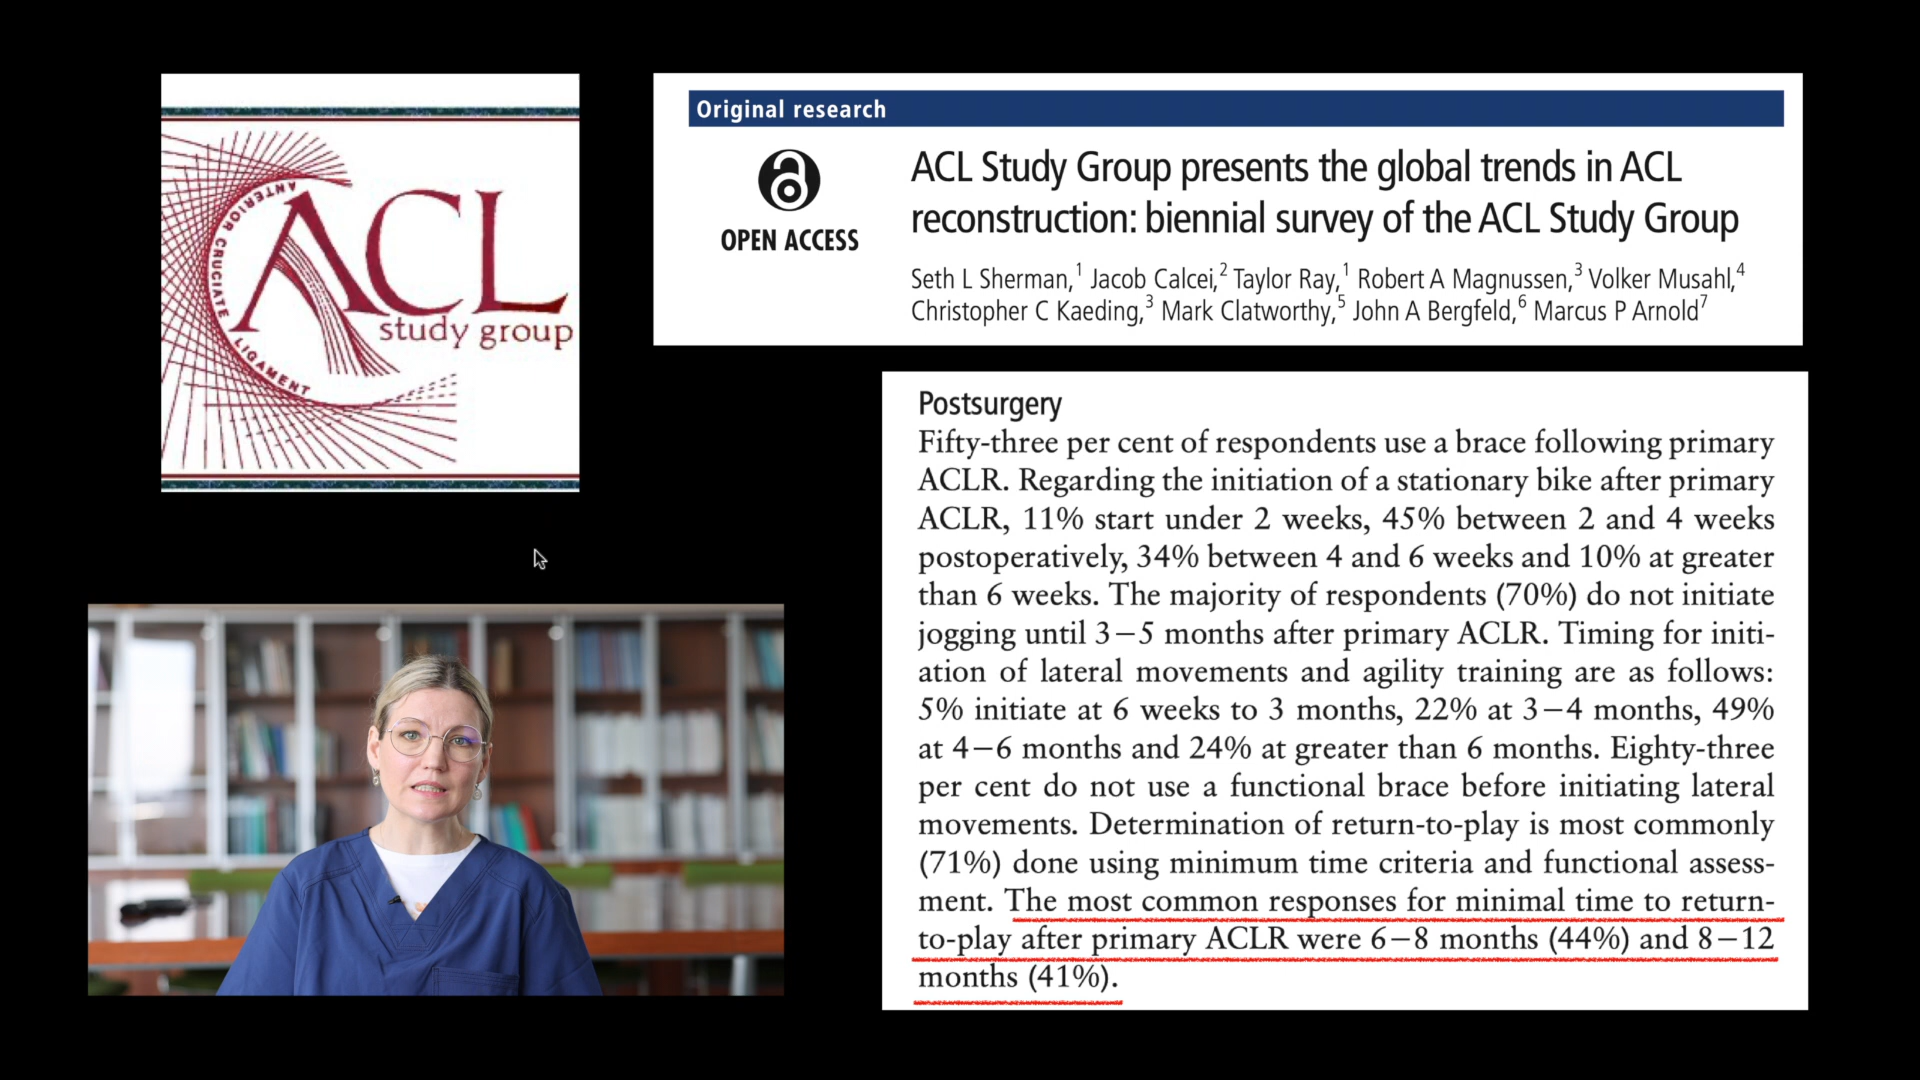 ANTERIOR CRUCIATE LIGAMENT
ACL
study group
Original research
OPEN ACCESS
ACL Study Group presents the global trends in ACL
reconstruction: biennial survey of the ACL Study Group
Seth L Sherman,1 Jacob Calcei,2 Taylor Ray,1 Robert A Magnussen,3 Volker Musahl,4
Christopher C Kaeding,3 Mark Clatworthy,5 John A Bergfeld,6 Marcus P Arnold7
Postsurgery
Fifty-three per cent of respondents use a brace following primary
ACLR. Regarding the initiation of a stationary bike after primary
ACLR, 11% start under 2 weeks, 45% between 2 and 4 weeks
postoperatively, 34% between 4 and 6 weeks and 10% at greater
than 6 weeks. The majority of respondents (70%) do not initiate
jogging until 3–5 months after primary ACLR. Timing for initi-
ation of lateral movements and agility training are as follows:
5% initiate at 6 weeks to 3 months, 22% at 3–4 months, 49%
at 4–6 months and 24% at greater than 6 months. Eighty-three
per cent do not use a functional brace before initiating lateral
movements. Determination of return-to-play is most commonly
(71%) done using minimum time criteria and functional assess-
ment. The most common responses for minimal time to return-
to-play after primary ACLR were 6–8 months (44%) and 8–12
months (41%).